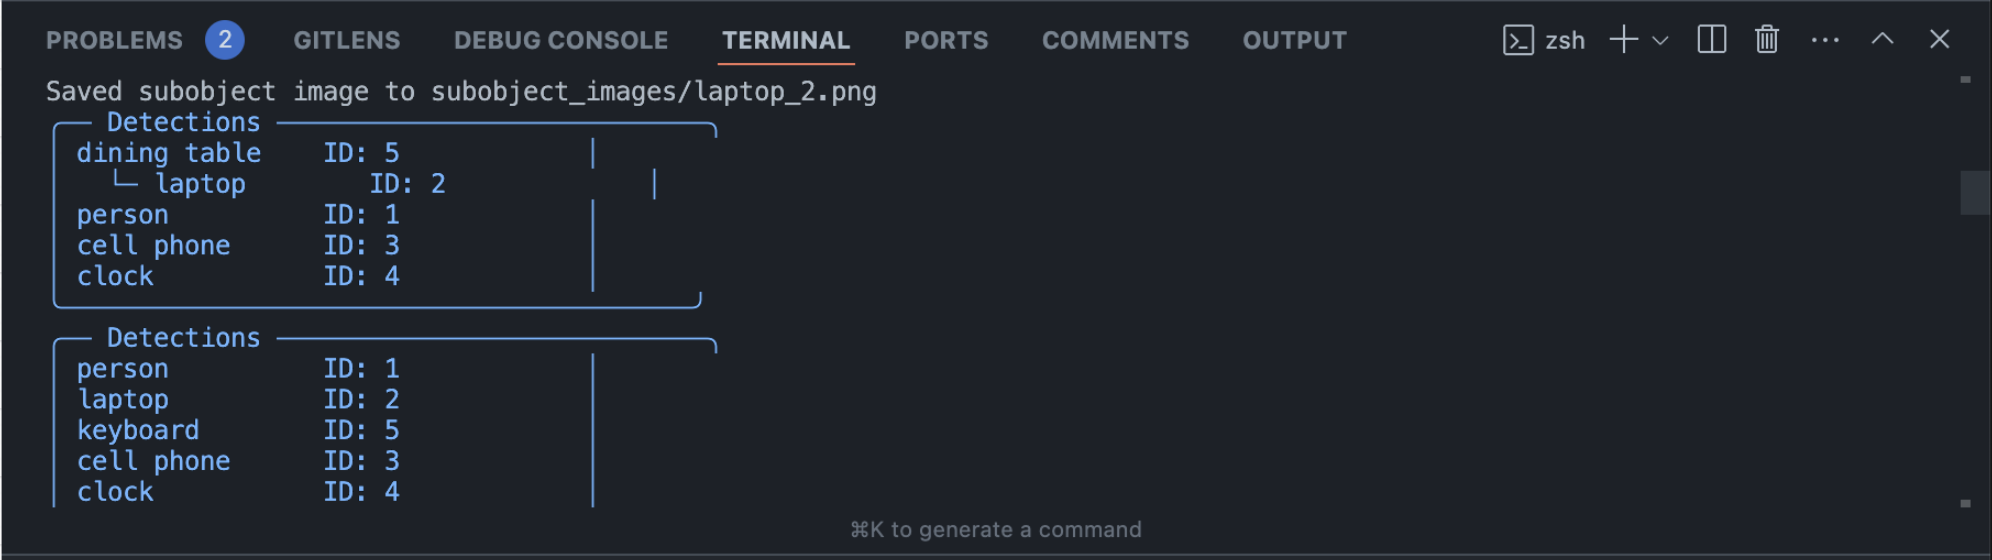 PROBLEMS 2 GITLENS DEBUG CONSOLE TERMINAL PORTS COMMENTS OUTPUT zsh
Saved subobject image to subobject_images/laptop_2.png
Detections
dining table ID: 5
└─ laptop ID: 2
person ID: 1
cell phone ID: 3
clock ID: 4
Detections
person ID: 1
laptop ID: 2
keyboard ID: 5
cell phone ID: 3
clock ID: 4
⌘K to generate a command